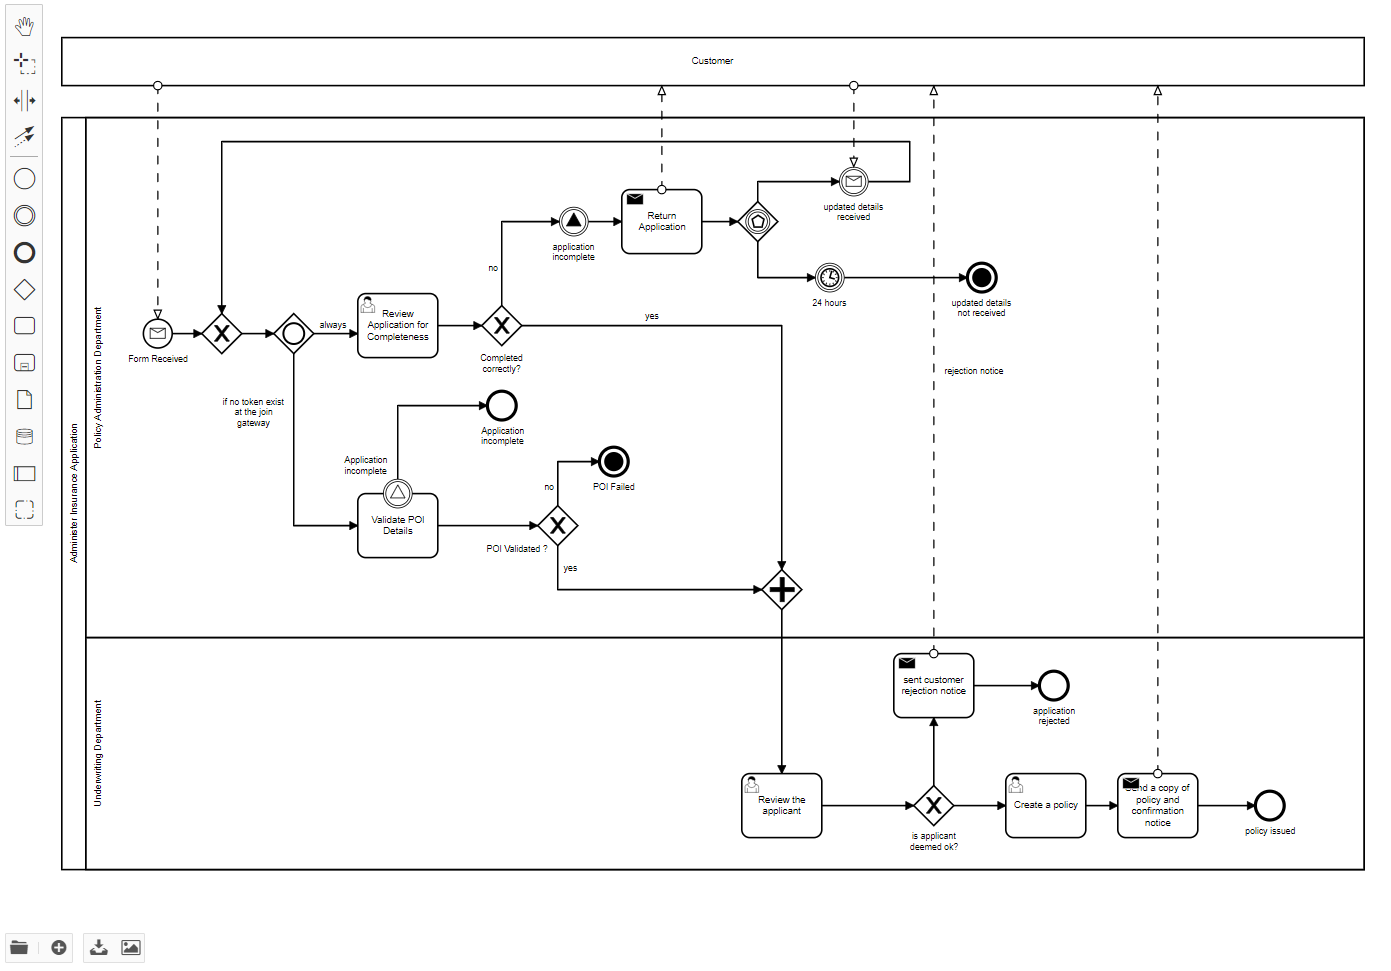 Customer
updated details
received
Return
Application
application
incomplete
no
24 hours
updated details
not received
yes
always
Review
Application for
Completeness
Form Received
Completed
correctly?
rejection notice
if no token exist
at the join
gateway
Application
incomplete
Application
incomplete
no
POI Failed
Validate POI
Details
POI Validated ?
yes
Policy Administration Department
Administer Insurance Application
Underwriting Department
sent customer
rejection notice
application
rejected
Review the
applicant
is applicant
deemed ok?
Create a policy
Send a copy of
policy and
confirmation
notice
policy issued